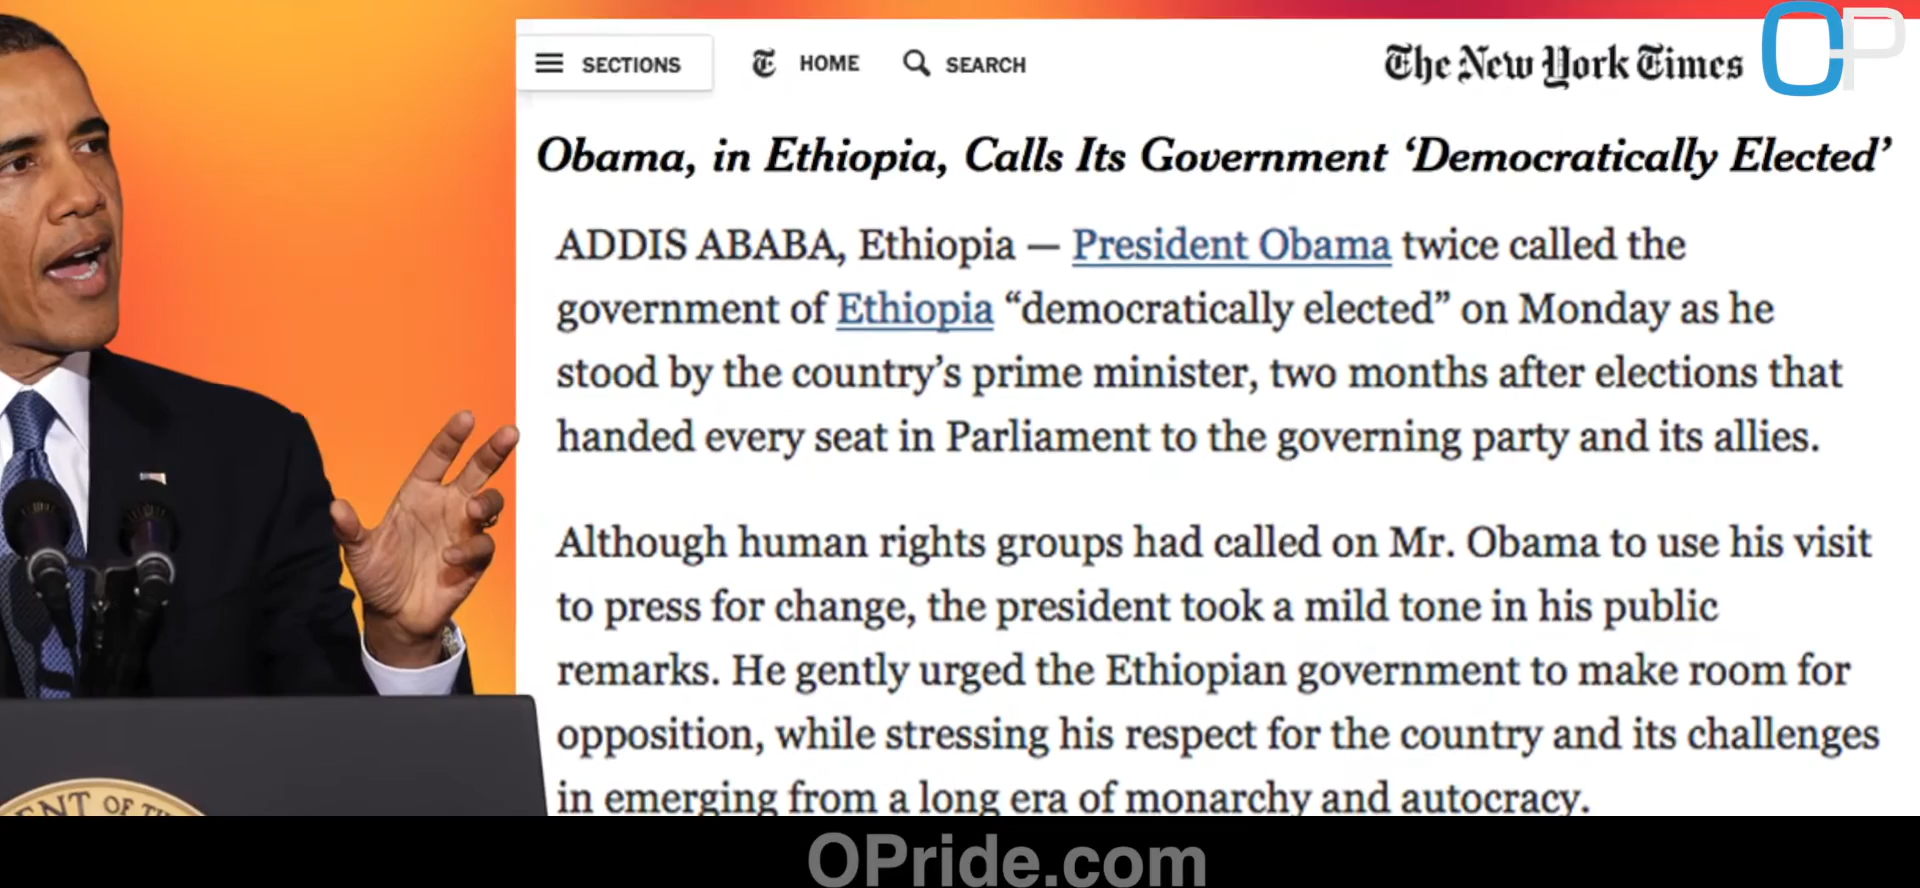 SECTIONS HOME SEARCH The New York Times OP
Obama, in Ethiopia, Calls Its Government ‘Democratically Elected’
ADDIS ABABA, Ethiopia — President Obama twice called the
government of Ethiopia “democratically elected” on Monday as he
stood by the country’s prime minister, two months after elections that
handed every seat in Parliament to the governing party and its allies.
Although human rights groups had called on Mr. Obama to use his visit
to press for change, the president took a mild tone in his public
remarks. He gently urged the Ethiopian government to make room for
opposition, while stressing his respect for the country and its challenges
in emerging from a long era of monarchy and autocracy.
ENT OF TH
OPride.com